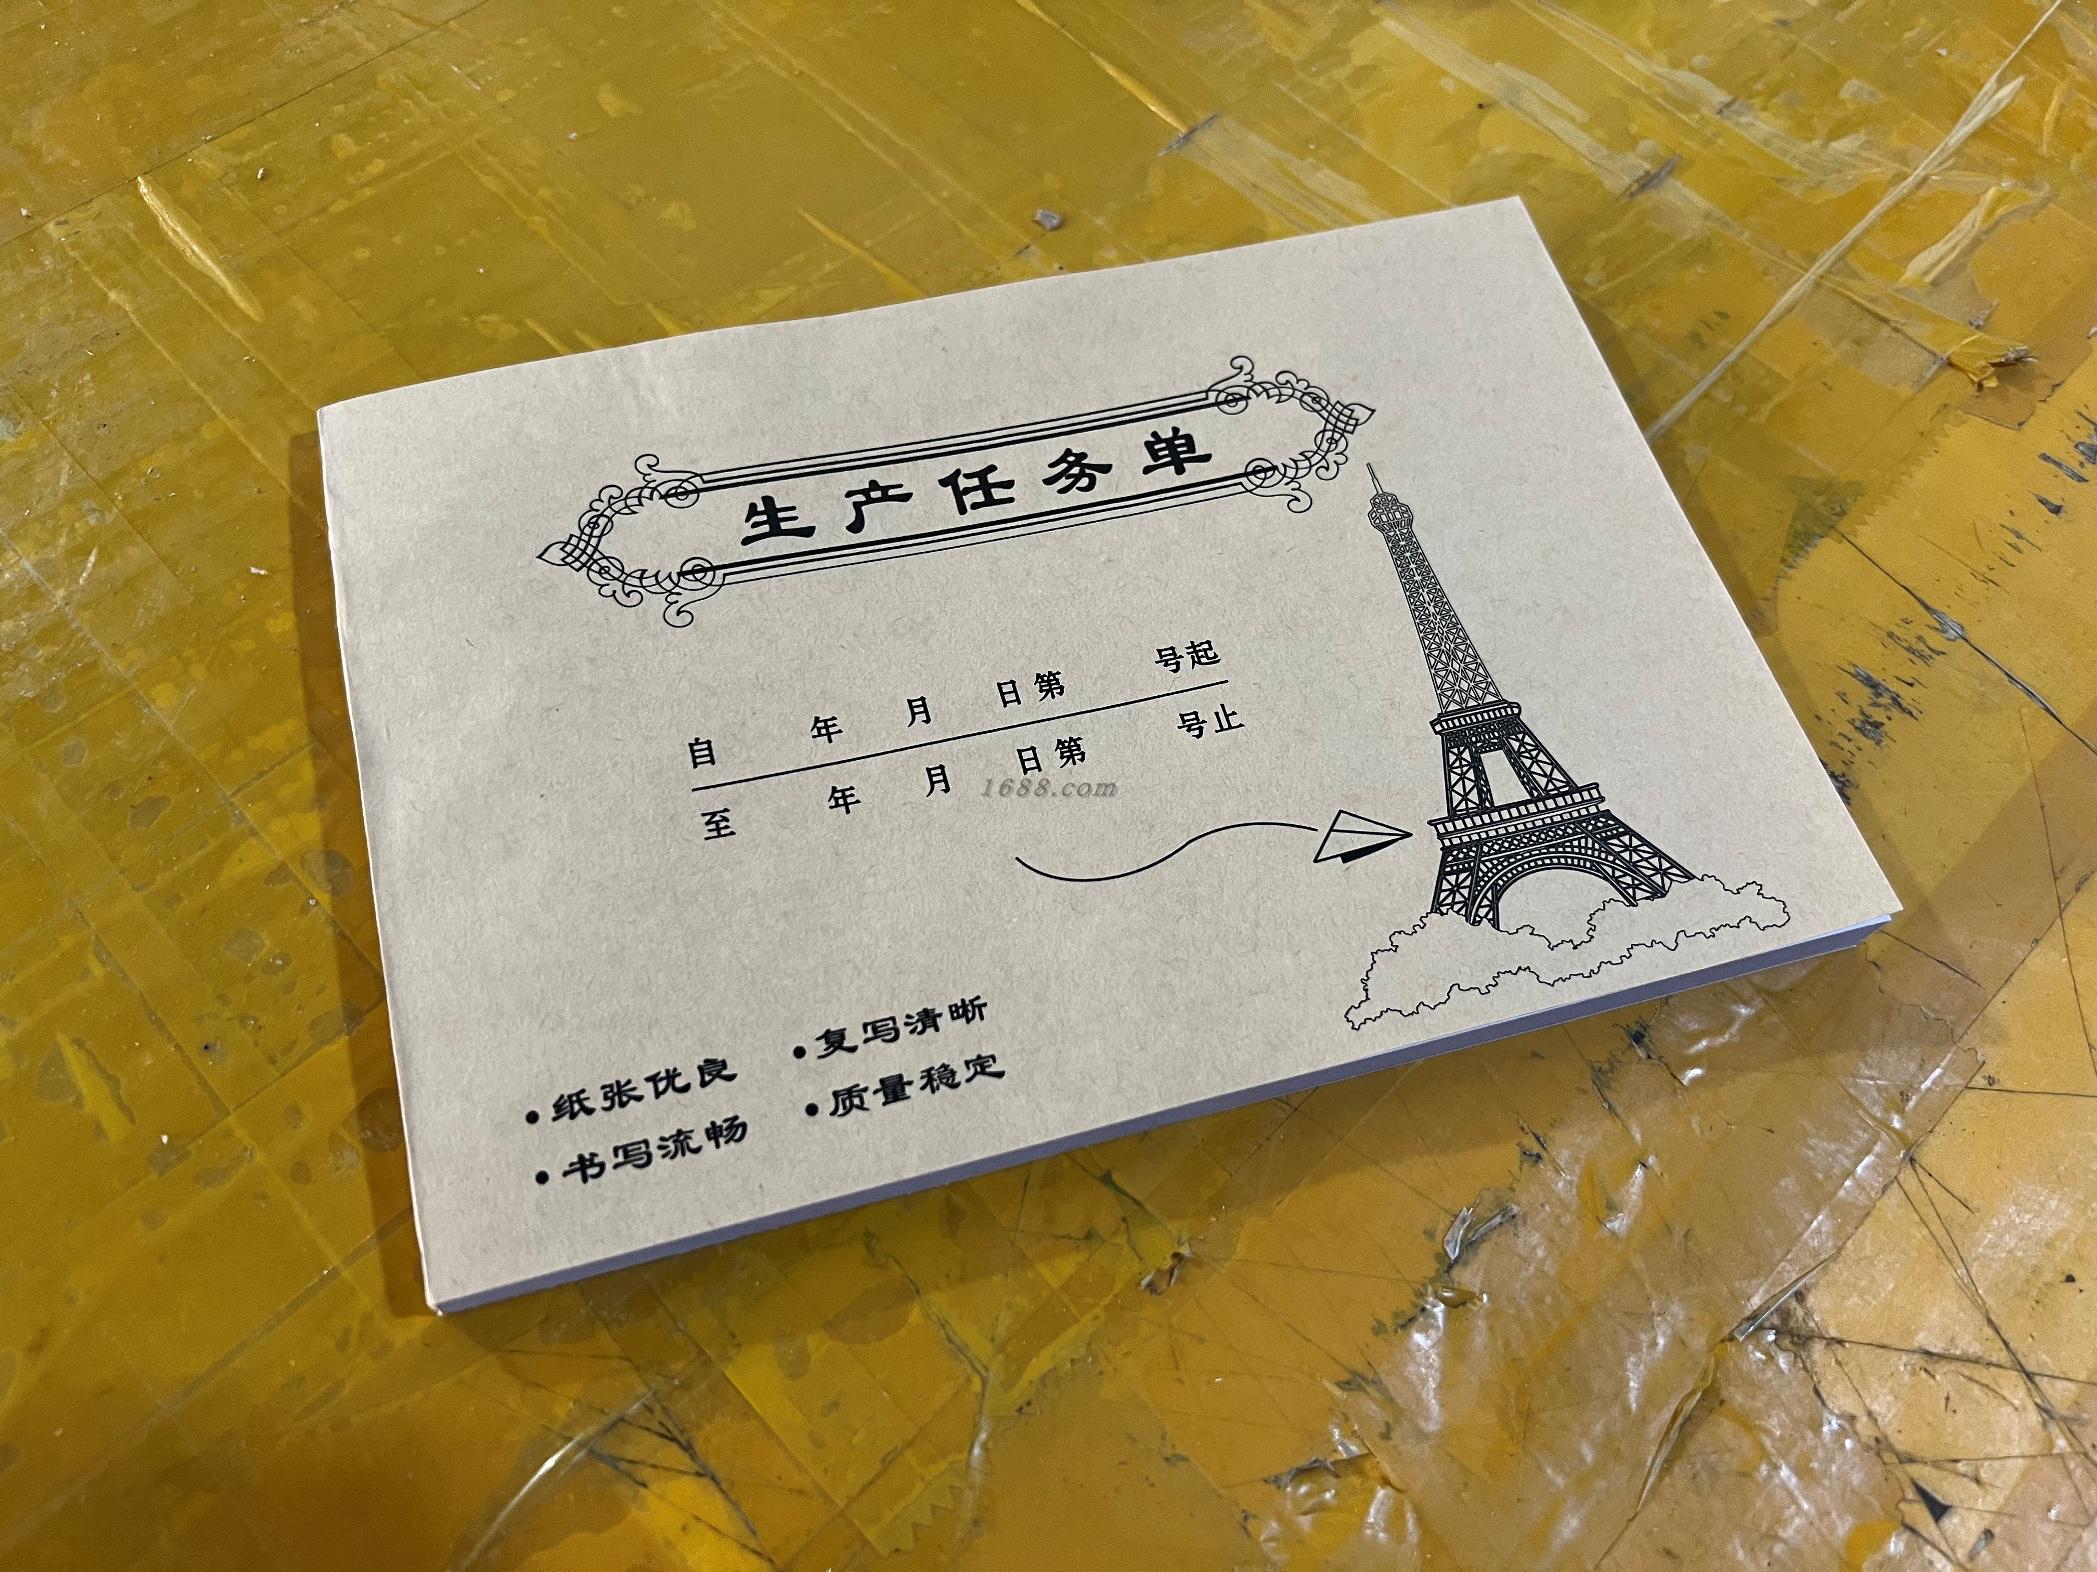 生产任务单
自 年 月 日第 号起
至 年 月 日第 号止
1688.com
•纸张优良 •复写清晰
•书写流畅 •质量稳定